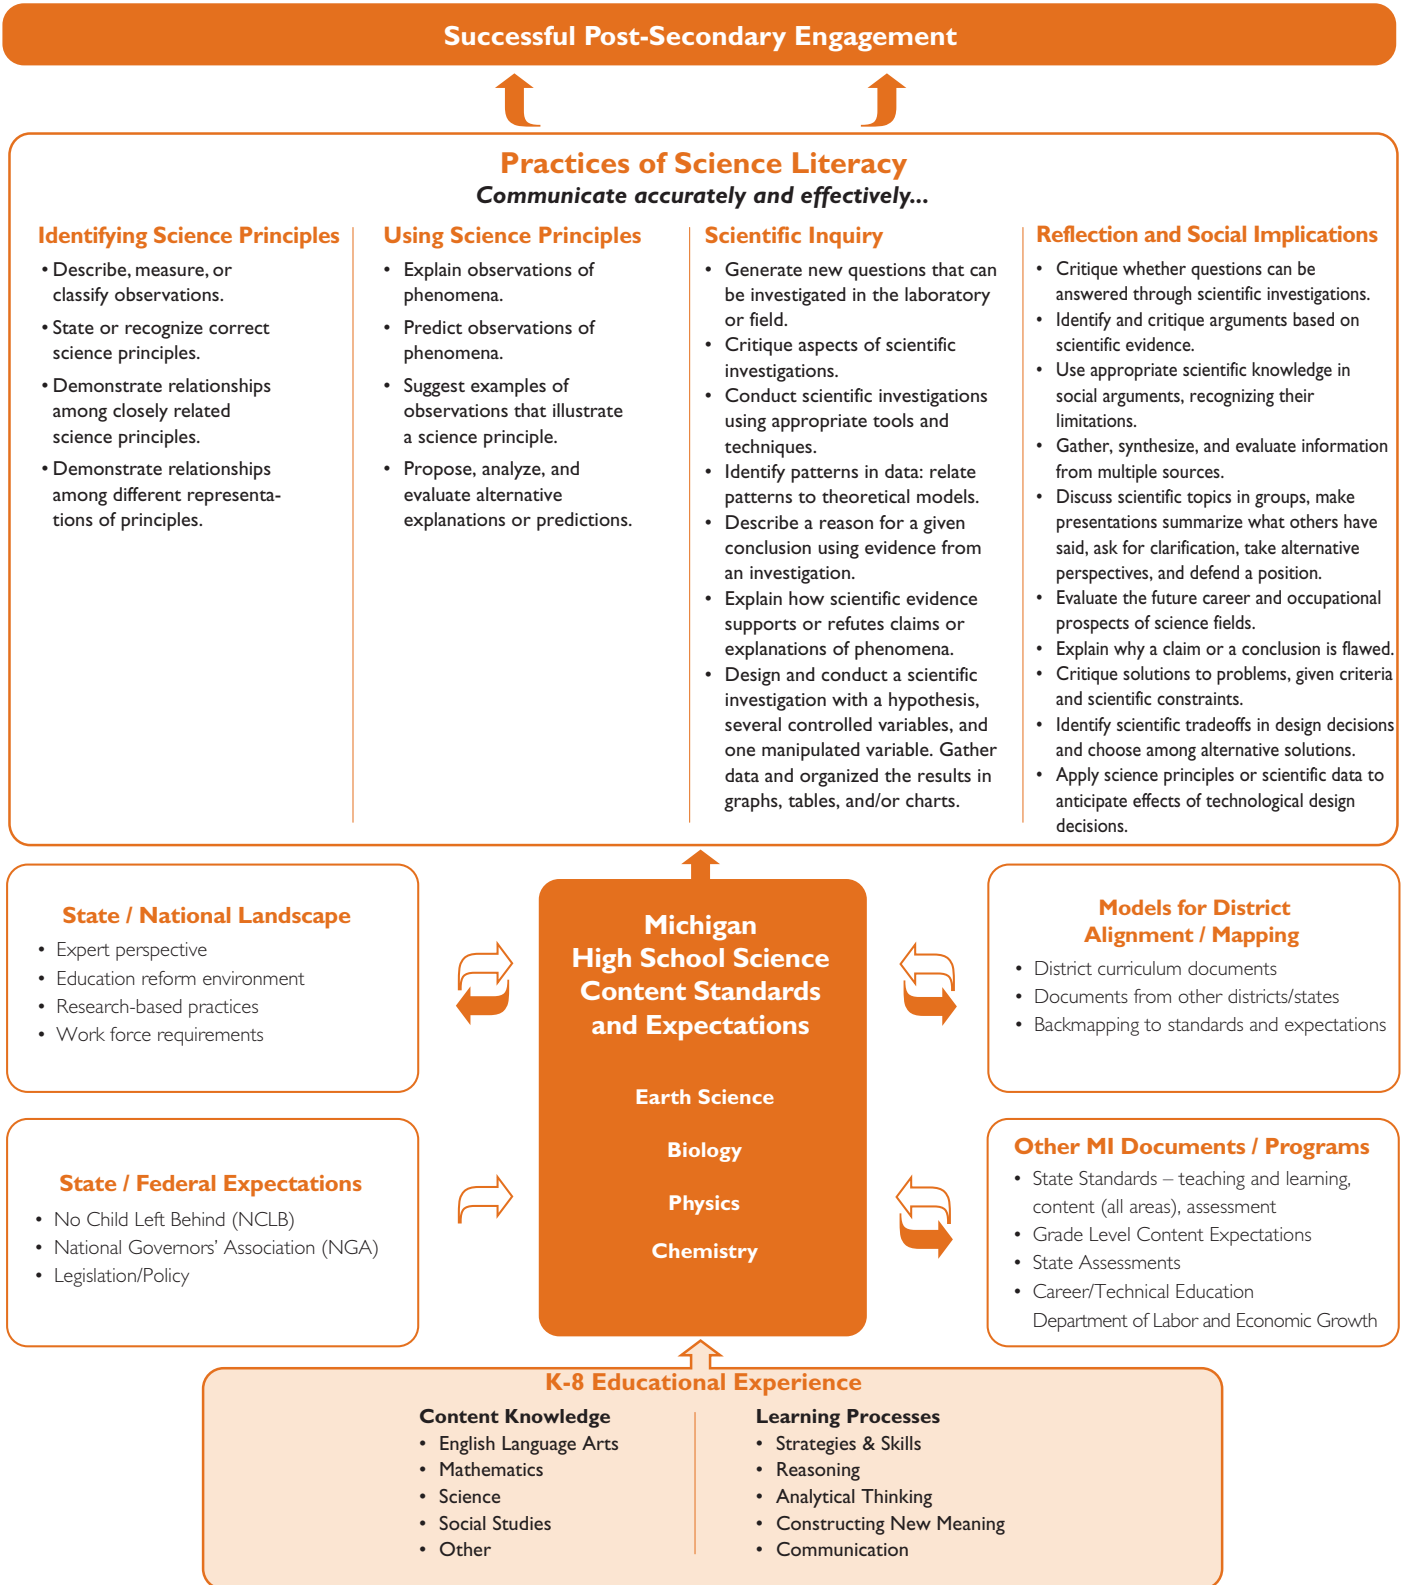 Successful Post-Secondary Engagement
Practices of Science Literacy
Communicate accurately and effectively...
Identifying Science Principles
• Describe, measure, or
classify observations.
• State or recognize correct
science principles.
• Demonstrate relationships
among closely related
science principles.
• Demonstrate relationships
among different representa-
tions of principles.
Using Science Principles
• Explain observations of
phenomena.
• Predict observations of
phenomena.
• Suggest examples of
observations that illustrate
a science principle.
• Propose, analyze, and
evaluate alternative
explanations or predictions.
Scientific Inquiry
• Generate new questions that can
be investigated in the laboratory
or field.
• Critique aspects of scientific
investigations.
• Conduct scientific investigations
using appropriate tools and
techniques.
• Identify patterns in data: relate
patterns to theoretical models.
• Describe a reason for a given
conclusion using evidence from
an investigation.
• Explain how scientific evidence
supports or refutes claims or
explanations of phenomena.
• Design and conduct a scientific
investigation with a hypothesis,
several controlled variables, and
one manipulated variable. Gather
data and organized the results in
graphs, tables, and/or charts.
Reflection and Social Implications
• Critique whether questions can be
answered through scientific investigations.
• Identify and critique arguments based on
scientific evidence.
• Use appropriate scientific knowledge in
social arguments, recognizing their
limitations.
• Gather, synthesize, and evaluate information
from multiple sources.
• Discuss scientific topics in groups, make
presentations summarize what others have
said, ask for clarification, take alternative
perspectives, and defend a position.
• Evaluate the future career and occupational
prospects of science fields.
• Explain why a claim or a conclusion is flawed.
• Critique solutions to problems, given criteria
and scientific constraints.
• Identify scientific tradeoffs in design decisions
and choose among alternative solutions.
• Apply science principles or scientific data to
anticipate effects of technological design
decisions.
State / National Landscape
• Expert perspective
• Education reform environment
• Research-based practices
• Work force requirements
State / Federal Expectations
• No Child Left Behind (NCLB)
• National Governors' Association (NGA)
• Legislation/Policy
Michigan
High School Science
Content Standards
and Expectations
Earth Science
Biology
Physics
Chemistry
Models for District
Alignment / Mapping
• District curriculum documents
• Documents from other districts/states
• Backmapping to standards and expectations
Other MI Documents / Programs
• State Standards – teaching and learning,
content (all areas), assessment
• Grade Level Content Expectations
• State Assessments
• Career/Technical Education
Department of Labor and Economic Growth
K-8 Educational Experience
Content Knowledge
• English Language Arts
• Mathematics
• Science
• Social Studies
• Other
Learning Processes
• Strategies & Skills
• Reasoning
• Analytical Thinking
• Constructing New Meaning
• Communication